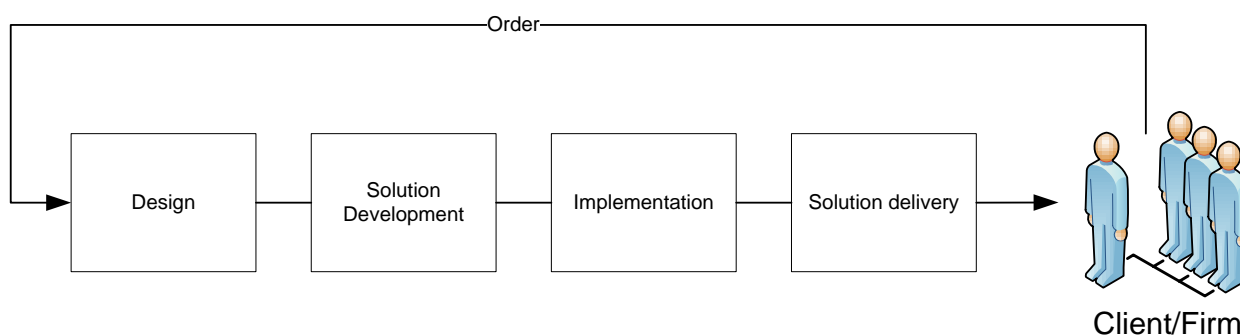 Order
Design
Solution
Development
Implementation
Solution delivery
Client/Firm